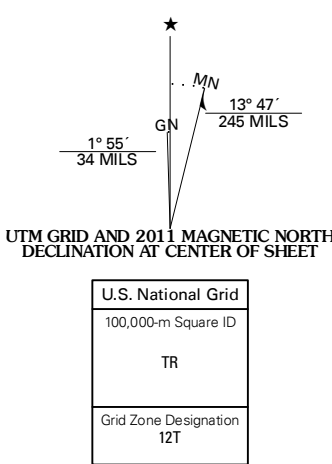 ★
MN
GN
13° 47´
245 MILS
1° 55´
34 MILS
UTM GRID AND 2011 MAGNETIC NORTH
DECLINATION AT CENTER OF SHEET
U.S. National Grid
100,000-m Square ID
TR
Grid Zone Designation
12T